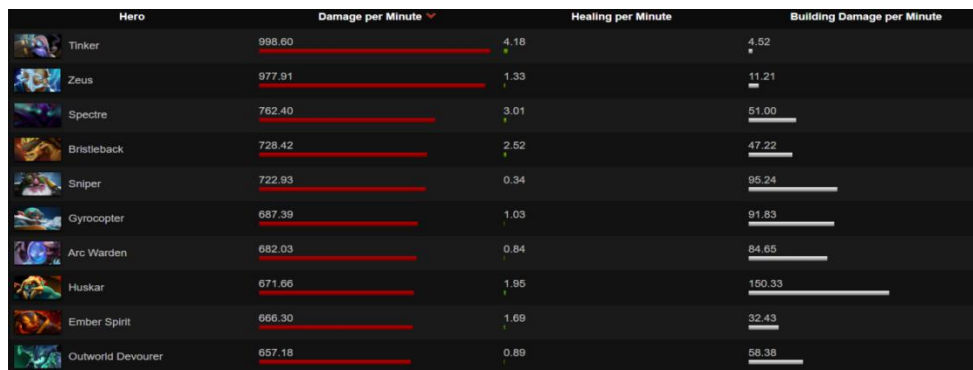 Hero Damage per Minute Healing per Minute Building Damage per Minute
Tinker 998.60 4.18 4.52
Zeus 977.91 1.33 11.21
Spectre 762.40 3.01 51.00
Bristleback 728.42 2.52 47.22
Sniper 722.93 0.34 95.24
Gyrocopter 687.39 1.03 91.83
Arc Warden 682.03 0.84 84.65
Huskar 671.66 1.95 150.33
Ember Spirit 666.30 1.69 32.43
Outworld Devourer 657.18 0.89 58.38